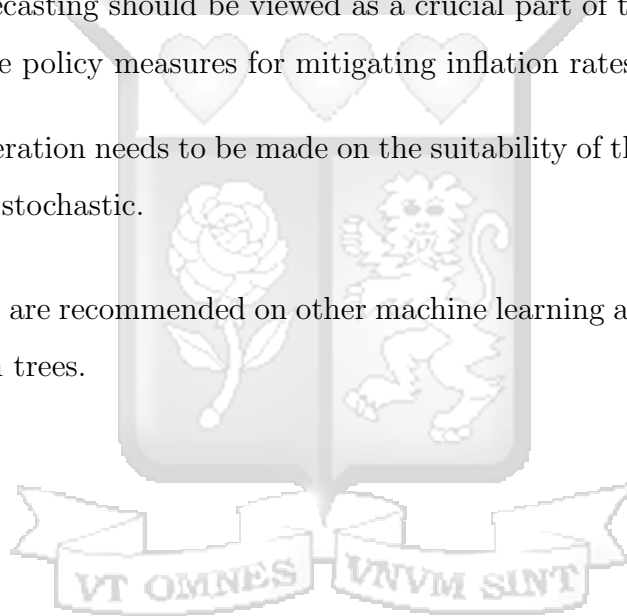 ecasting should be viewed as a crucial part of t
e policy measures for mitigating inflation rates
eration needs to be made on the suitability of th
stochastic.
are recommended on other machine learning a
n trees.
VT OMNES VNVM SINT